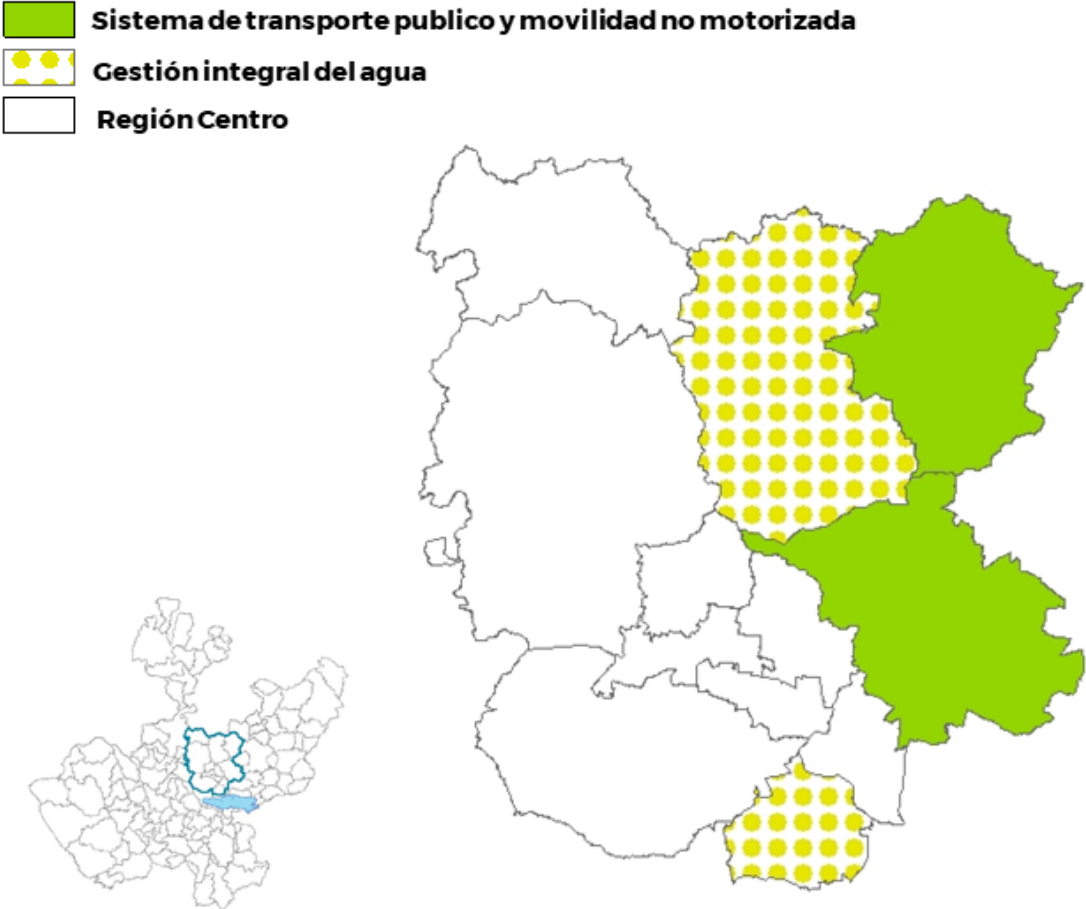 Sistema de transporte publico y movilidad no motorizada
Gestión integral del agua
Región Centro